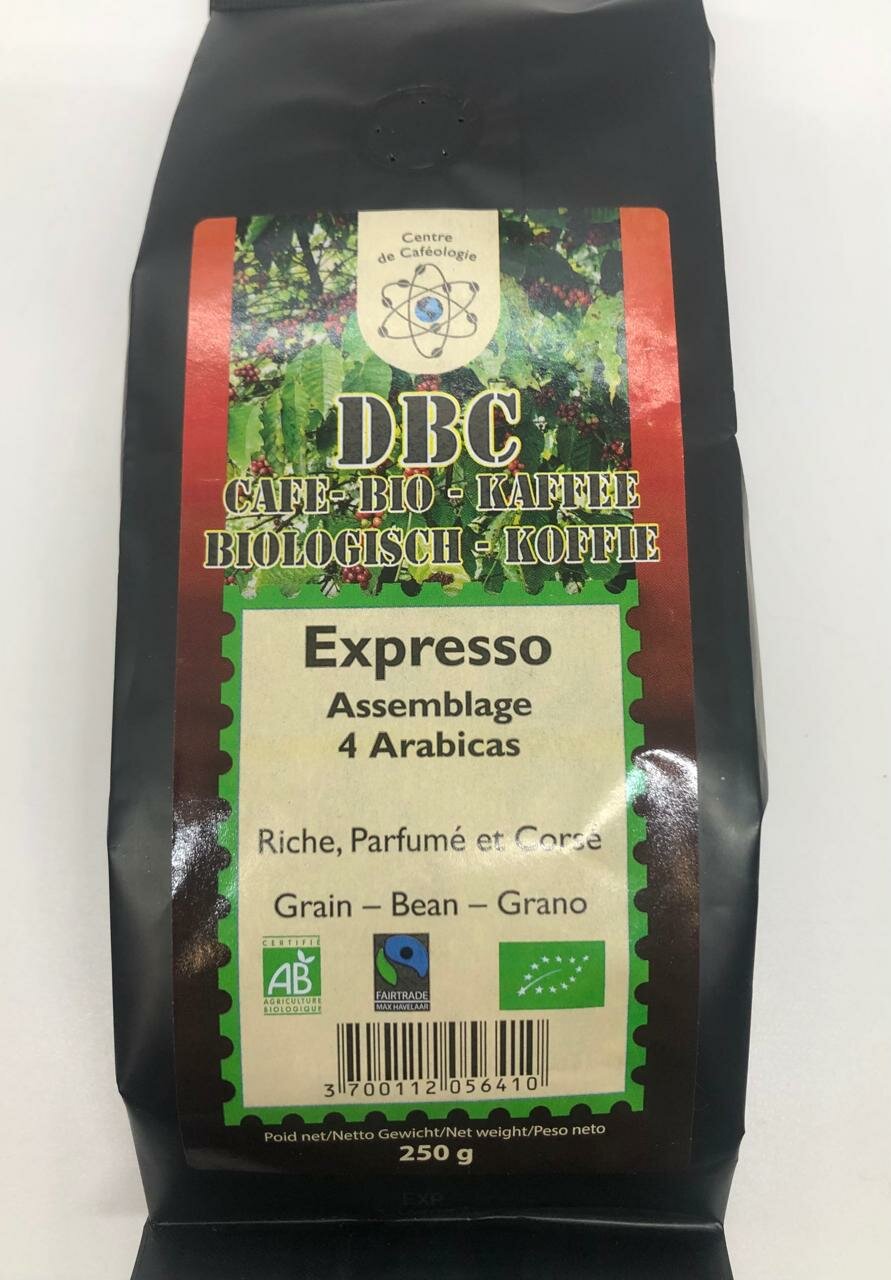 Centre
de Caféologie
DBC
CAFE- BIO - KAFFEE
BIOLOGISCH - KOFFIE
Expresso
Assemblage
4 Arabicas
Riche, Parfumé et Corsé
Grain – Bean – Grano
CERTIFIÉ
AB
AGRICULTURE
BIOLOGIQUE
FAIRTRADE
MAX HAVELAAR
3 700112 056410
Poid net/Netto Gewicht/Net weight/Peso neto
250 g
EXP